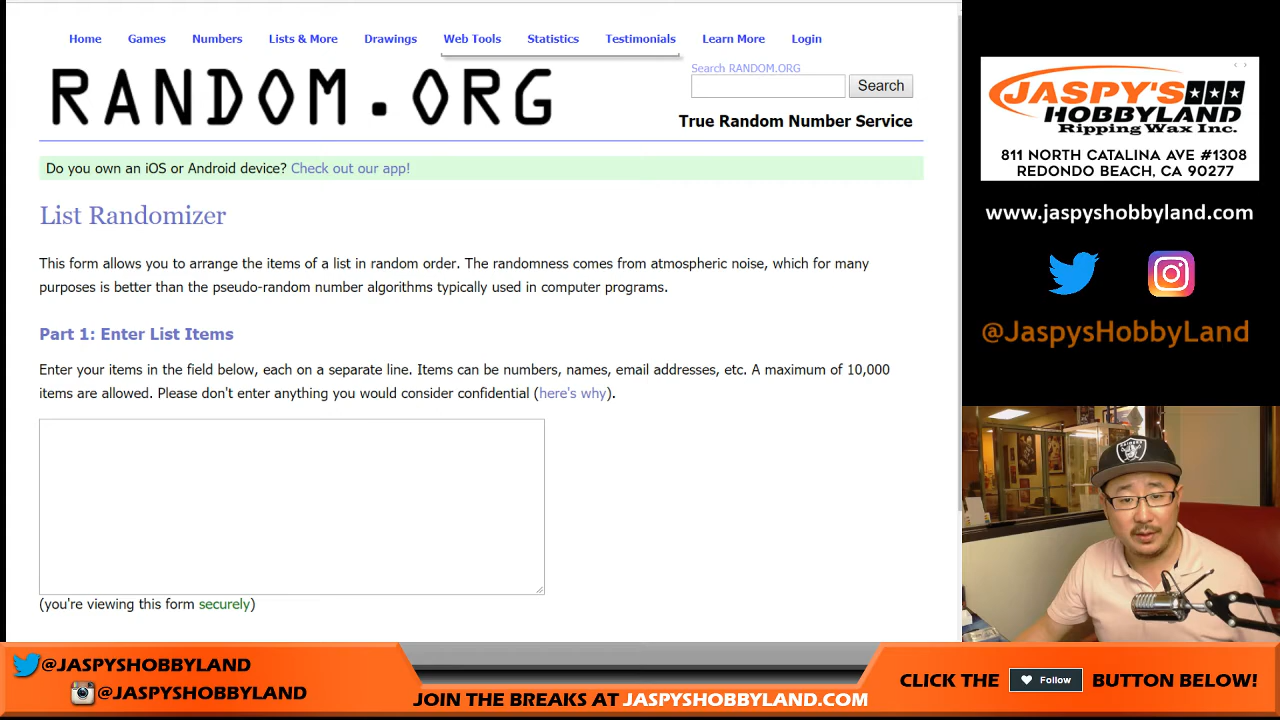 Home Games Numbers Lists & More Drawings Web Tools Statistics Testimonials Learn More Login
RANDOM.ORG
Search RANDOM.ORG
Search
True Random Number Service
Do you own an iOS or Android device? Check out our app!
List Randomizer
This form allows you to arrange the items of a list in random order. The randomness comes from atmospheric noise, which for many
purposes is better than the pseudo-random number algorithms typically used in computer programs.
Part 1: Enter List Items
Enter your items in the field below, each on a separate line. Items can be numbers, names, email addresses, etc. A maximum of 10,000
items are allowed. Please don't enter anything you would consider confidential (here's why).
(you're viewing this form securely)
JASPY'S
HOBBYLAND
Ripping Wax Inc.
811 NORTH CATALINA AVE #1308
REDONDO BEACH, CA 90277
www.jaspyshobbyland.com
@JaspysHobbyLand
RAIDERS
@JASPYSHOBBYLAND
@JASPYSHOBBYLAND
JOIN THE BREAKS AT JASPYSHOBBYLAND.COM
CLICK THE Follow BUTTON BELOW!